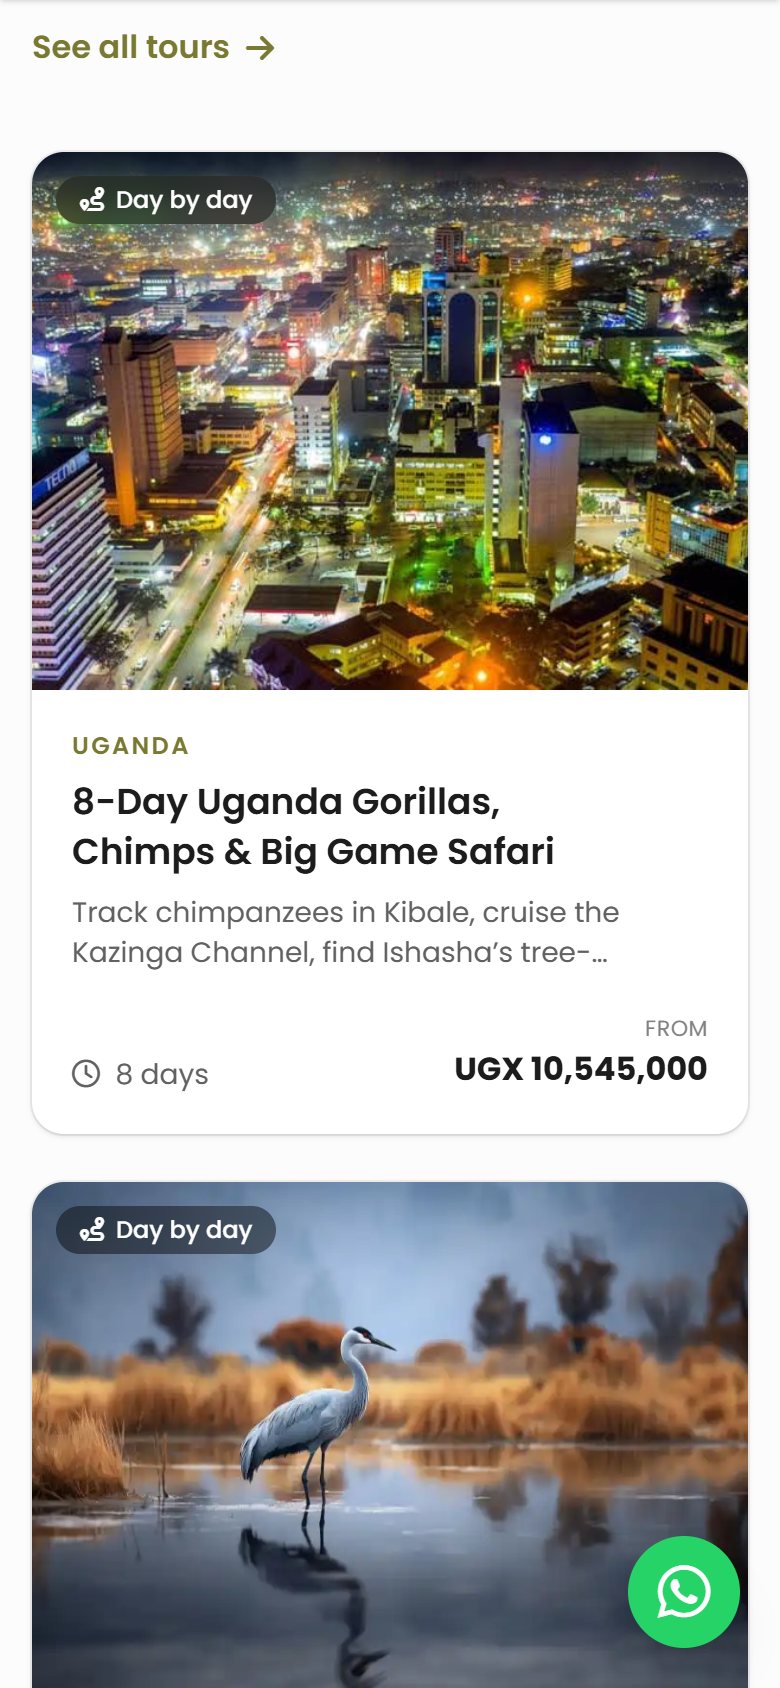 See all tours
Day by day
TECNO
UGANDA
8-Day Uganda Gorillas,
Chimps & Big Game Safari
Track chimpanzees in Kibale, cruise the
Kazinga Channel, find Ishasha’s tree-...
FROM
8 days
UGX 10,545,000
Day by day